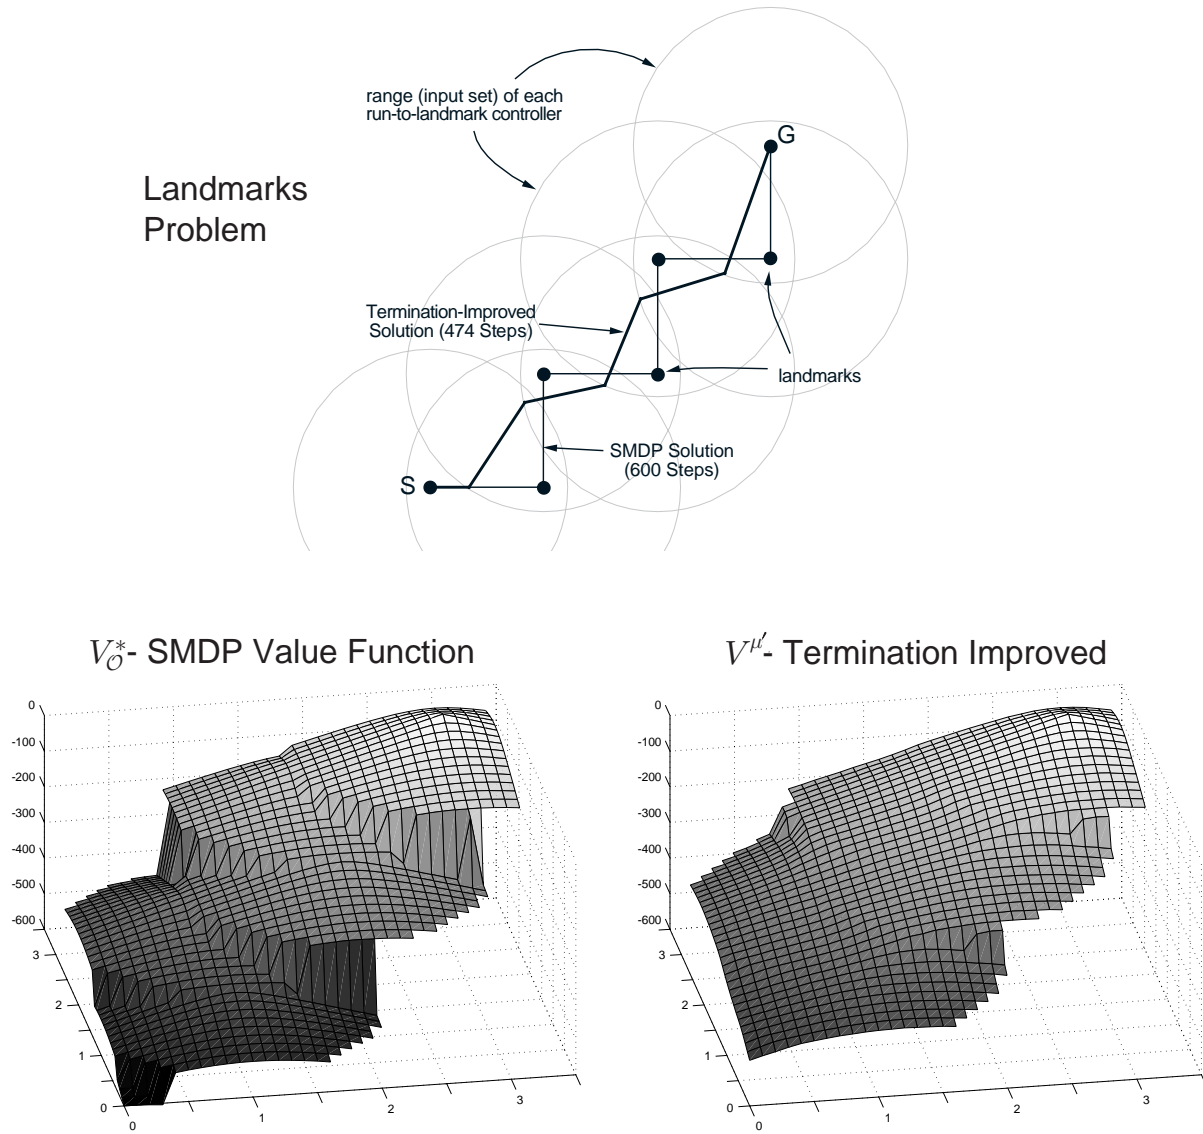 range (input set) of each
run-to-landmark controller
G
Landmarks
Problem
Termination-Improved
Solution (474 Steps)
landmarks
SMDP Solution
(600 Steps)
S
V*𝒪- SMDP Value Function
Vμ′- Termination Improved
0
-100
-200
-300
-400
-500
-600
3
2
1
0
0
1
2
3
0
-100
-200
-300
-400
-500
-600
3
2
1
0
0
1
2
3